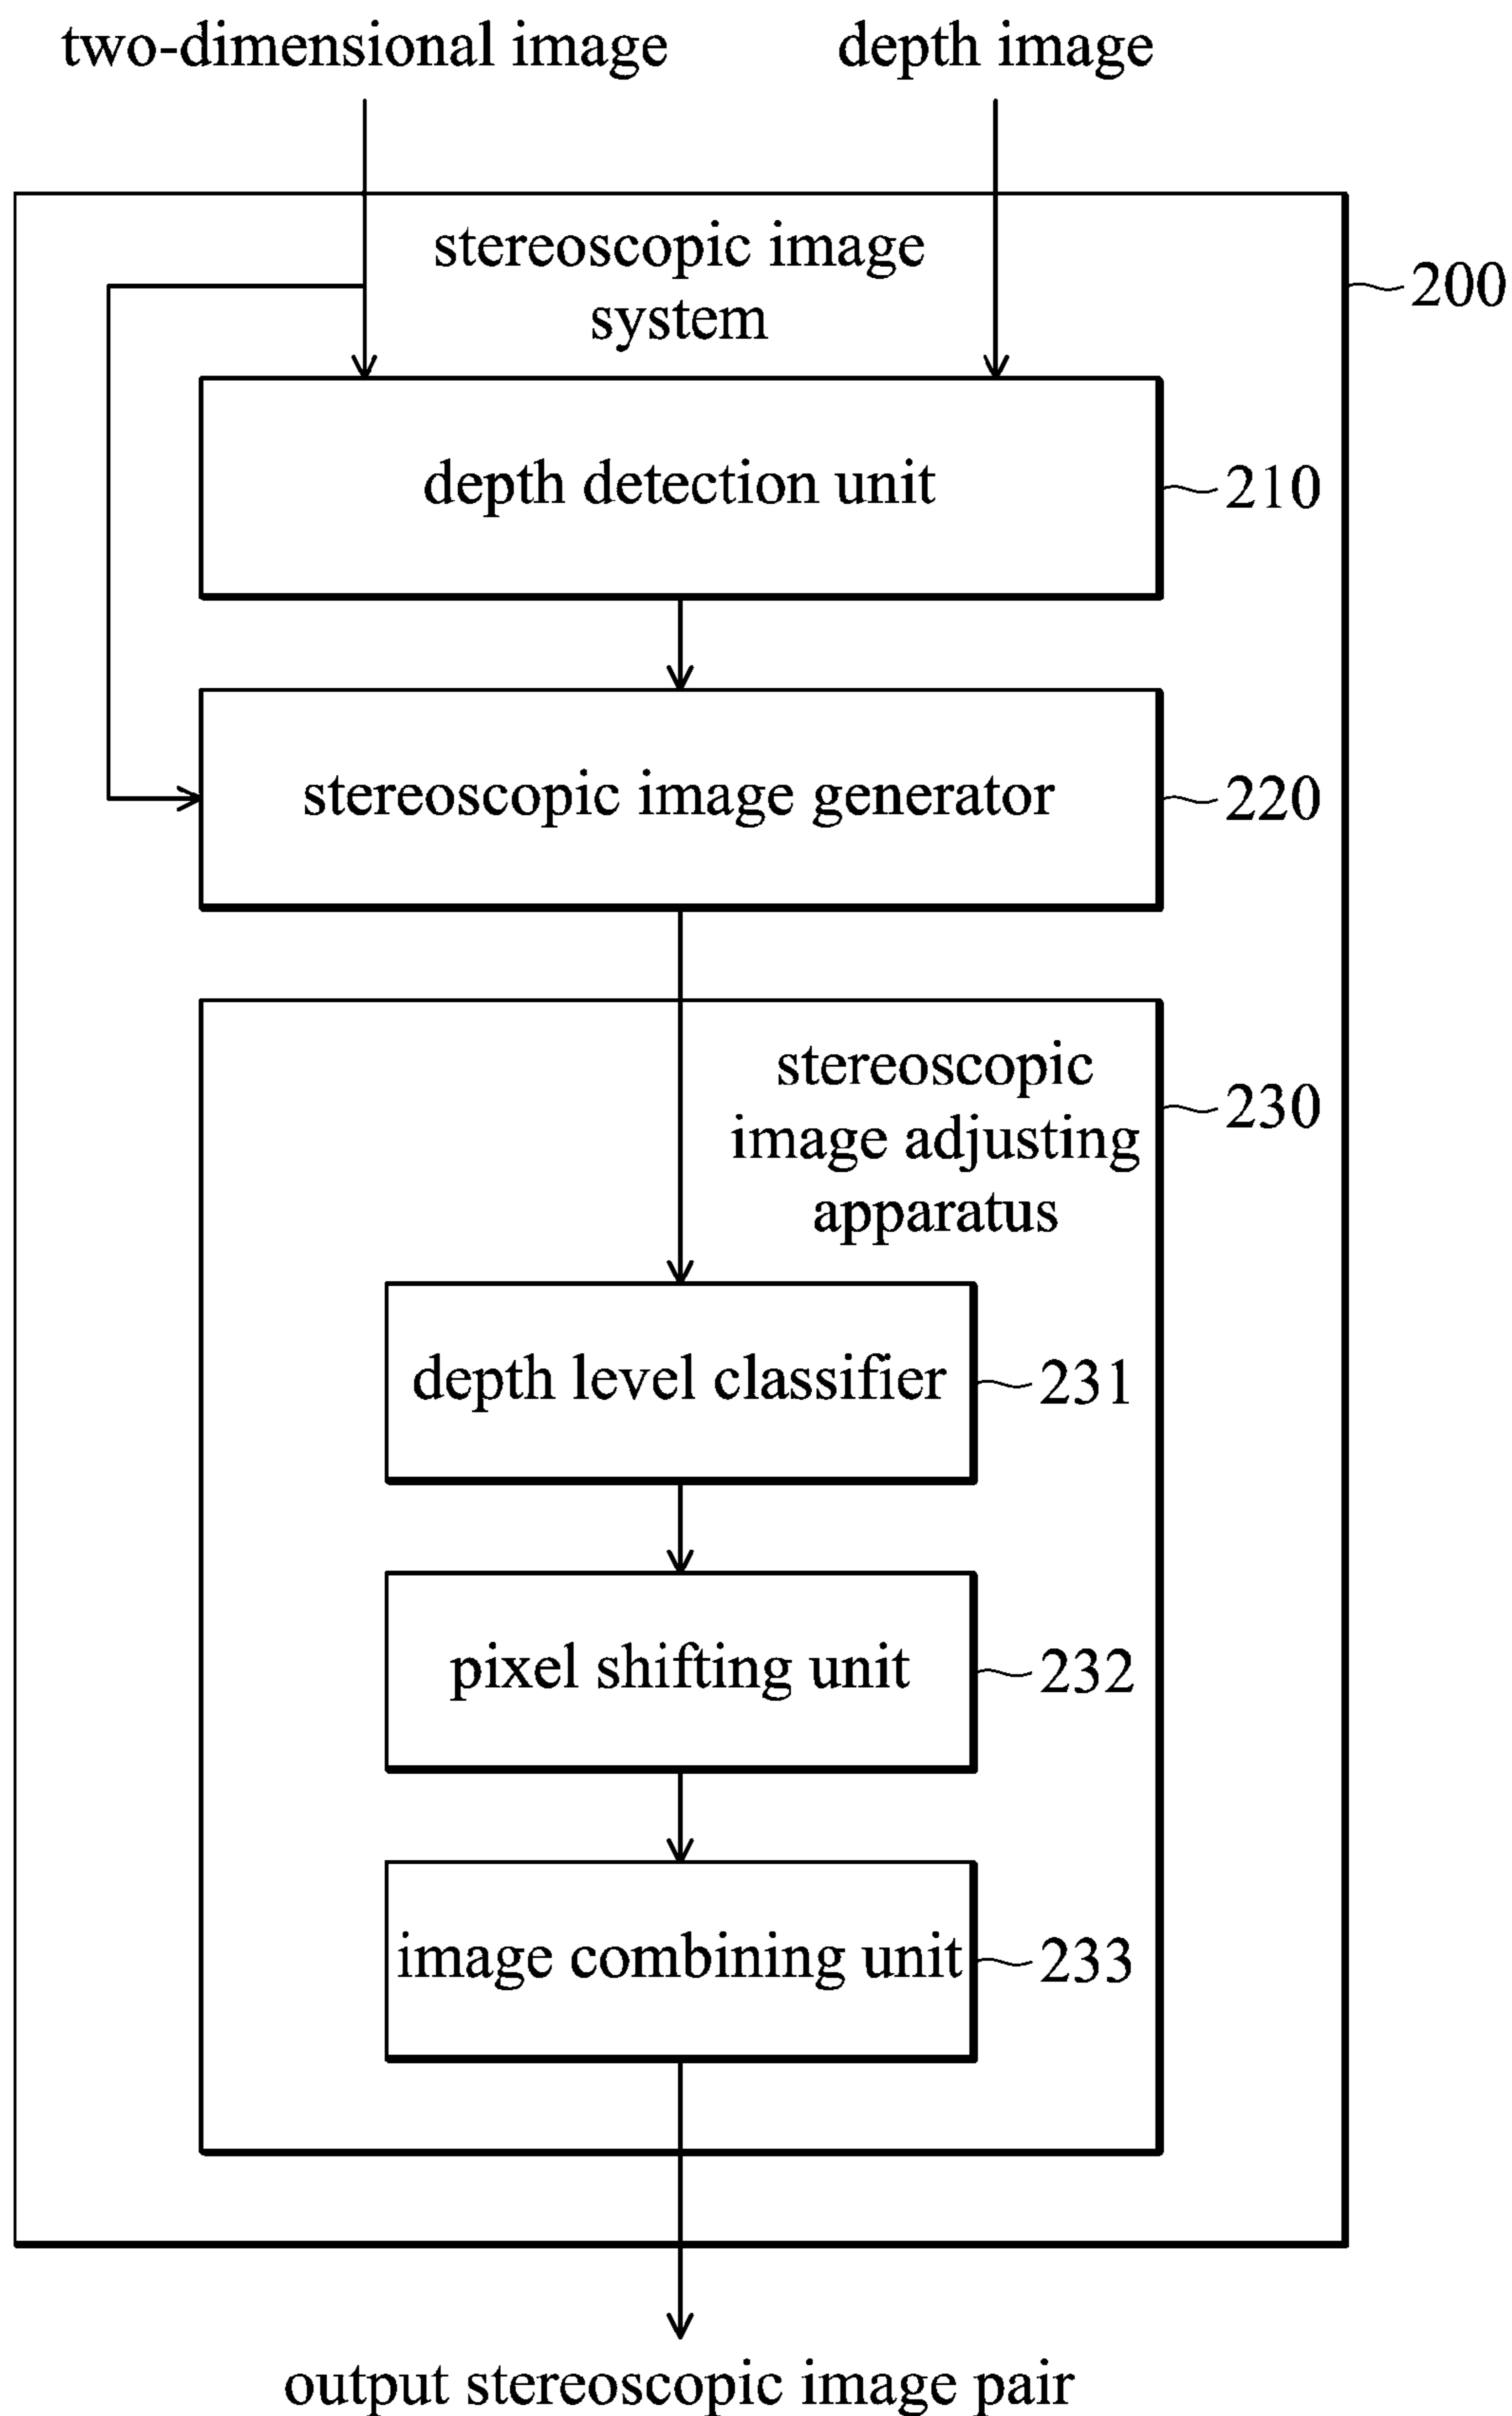 two-dimensional image
depth image
stereoscopic image
system
200
depth detection unit
210
stereoscopic image generator
220
stereoscopic
image adjusting
apparatus
230
depth level classifier
231
pixel shifting unit
232
image combining unit
233
output stereoscopic image pair